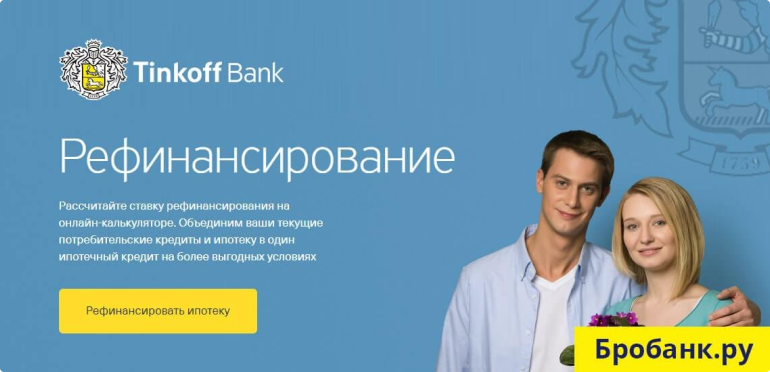 Tinkoff Bank
Рефинансирование
Рассчитайте ставку рефинансирования на
онлайн-калькуляторе. Объединим ваши текущие
потребительские кредиты и ипотеку в один
ипотечный кредит на более выгодных условиях
Рефинансировать ипотеку
1759
Бробанк.ру